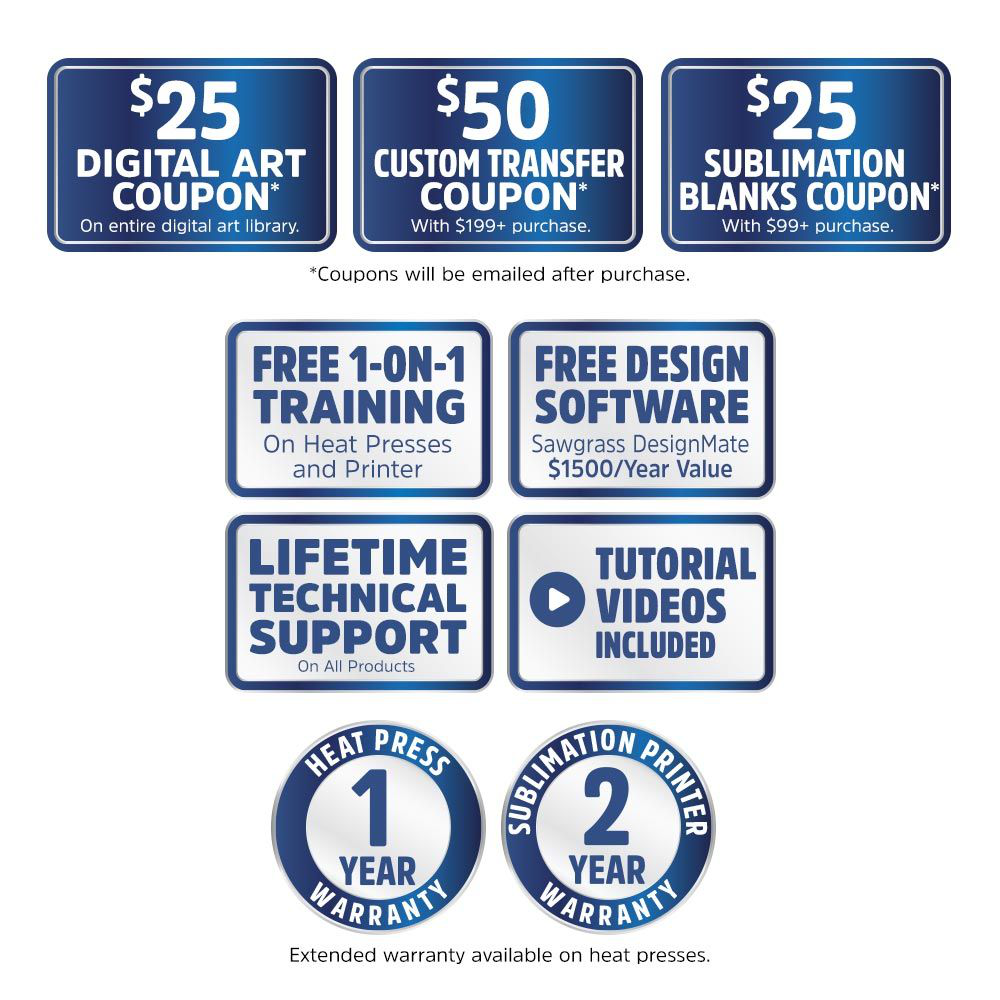 $25
DIGITAL ART
COUPON*
On entire digital art library.
$50
CUSTOM TRANSFER
COUPON*
With $199+ purchase.
$25
SUBLIMATION
BLANKS COUPON*
With $99+ purchase.
*Coupons will be emailed after purchase.
FREE 1-ON-1
TRAINING
On Heat Presses
and Printer
FREE DESIGN
SOFTWARE
Sawgrass DesignMate
$1500/Year Value
LIFETIME
TECHNICAL
SUPPORT
On All Products
TUTORIAL
VIDEOS
INCLUDED
HEAT PRESS
1
YEAR
WARRANTY
SUBLIMATION PRINTER
2
YEAR
WARRANTY
Extended warranty available on heat presses.